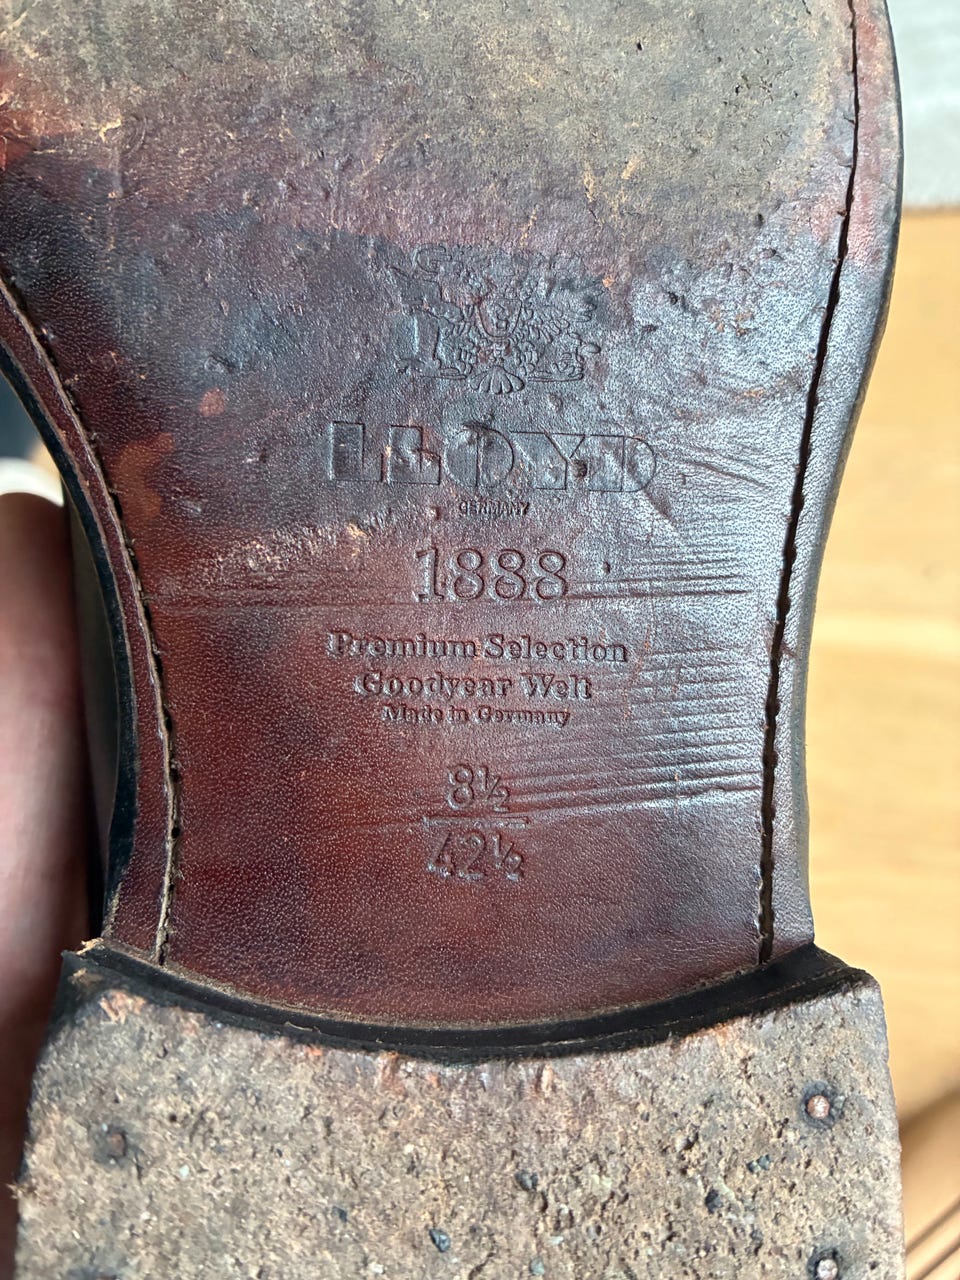 LLOYD
GERMANY
1888
Premium Selection
Goodyear Welt
Made in Germany
8½
42½